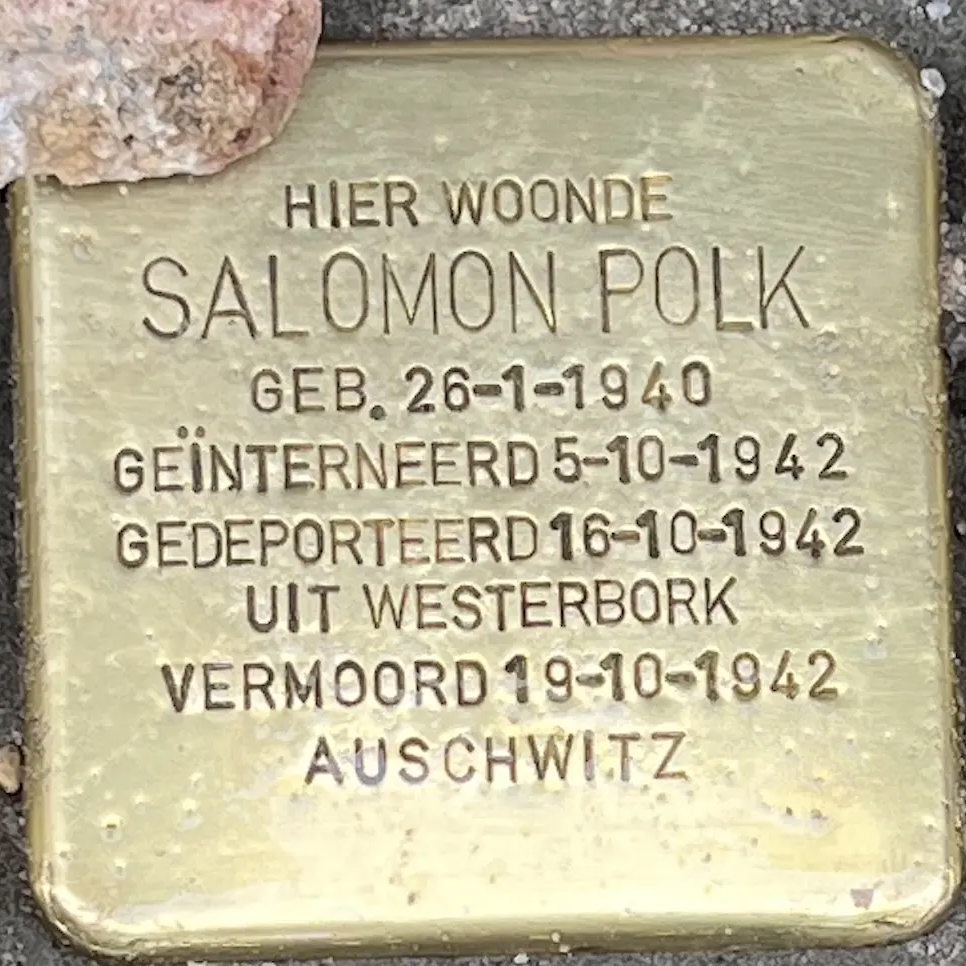 HIER WOONDE
SALOMON POLK
GEB. 26-1-1940
GEÏNTERNEERD 5-10-1942
GEDEPORTEERD 16-10-1942
UIT WESTERBORK
VERMOORD 19-10-1942
AUSCHWITZ